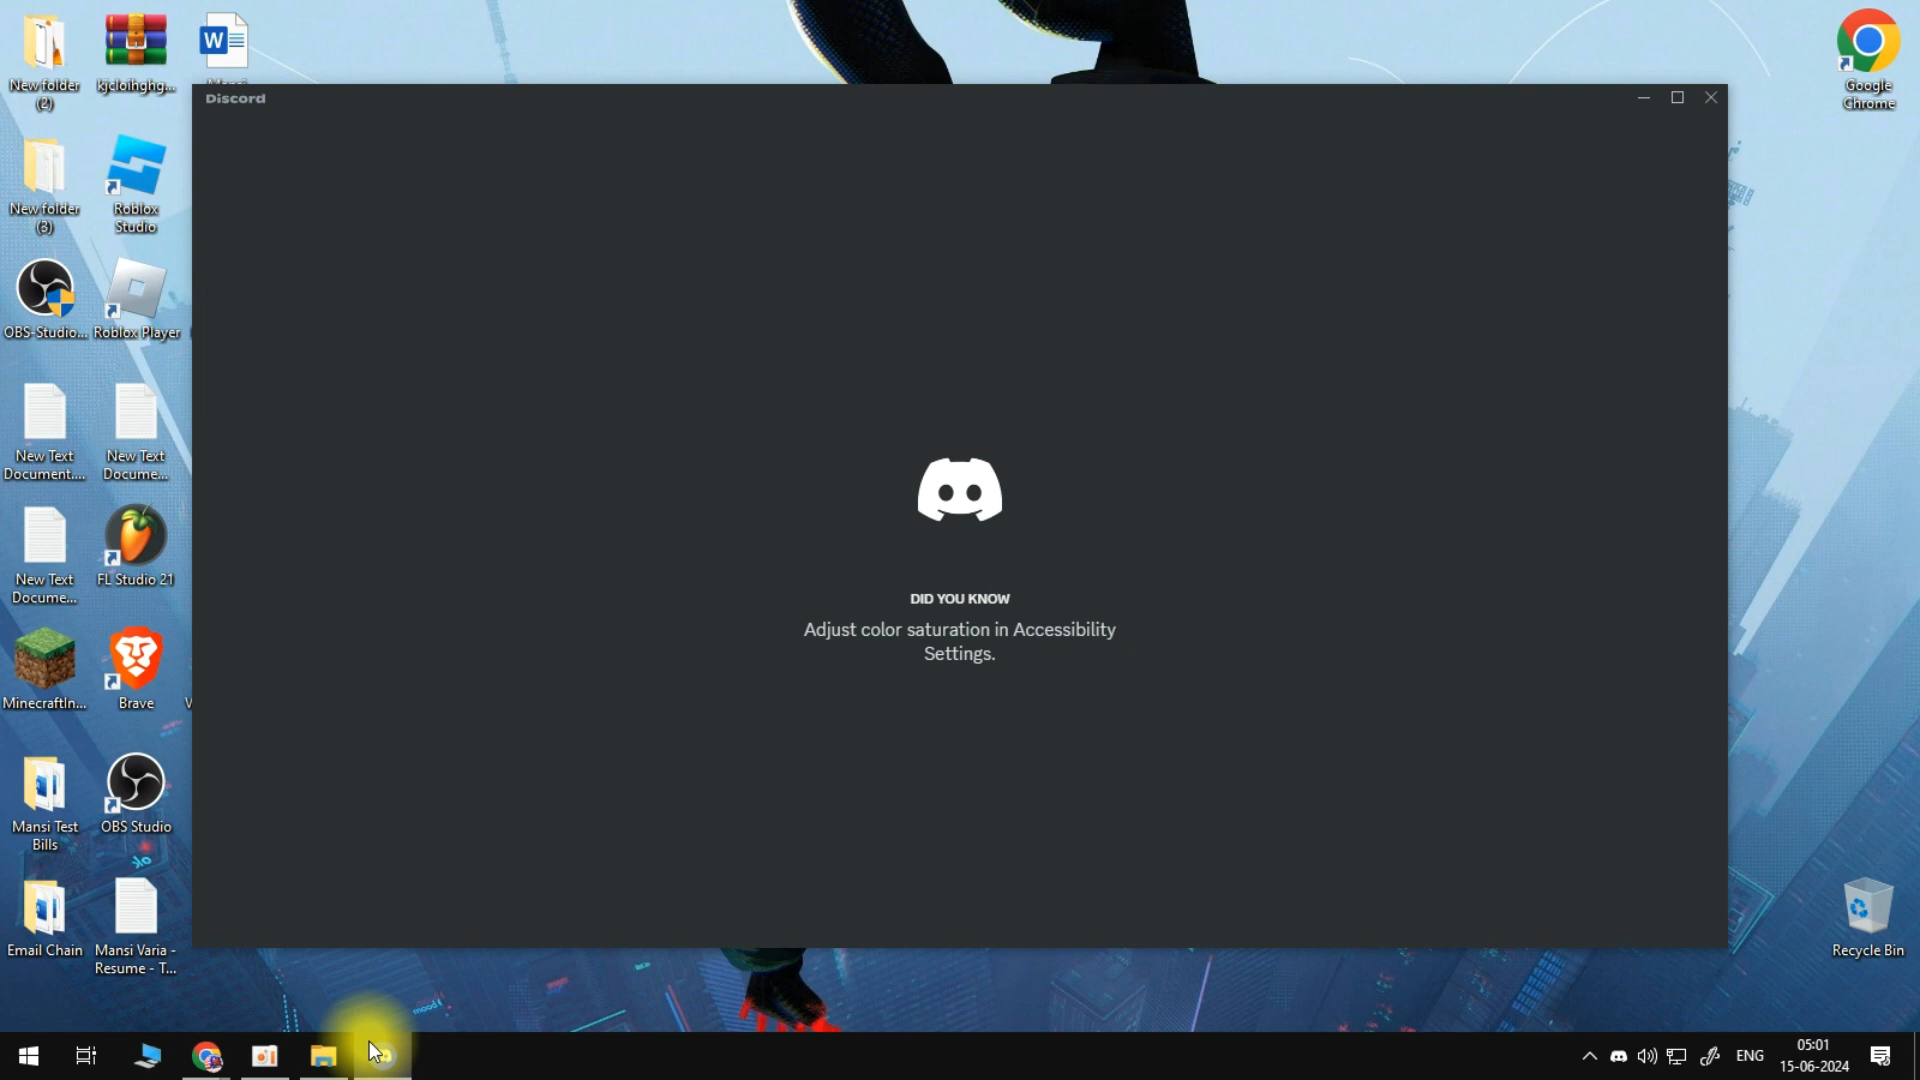 New folder
(2)
kjcloihghg...
W
Discord
Google
Chrome
New folder
(3)
Roblox
Studio
OBS-Studio...
Roblox Player
New Text
Document....
New Text
Docume...
New Text
Docume...
FL Studio 21
MinecraftIn...
Brave
DID YOU KNOW
Adjust color saturation in Accessibility
Settings.
Mansi Test
Bills
OBS Studio
Email Chain
Mansi Varia -
Resume - T...
Recycle Bin
mood
ENG
05:01
15-06-2024